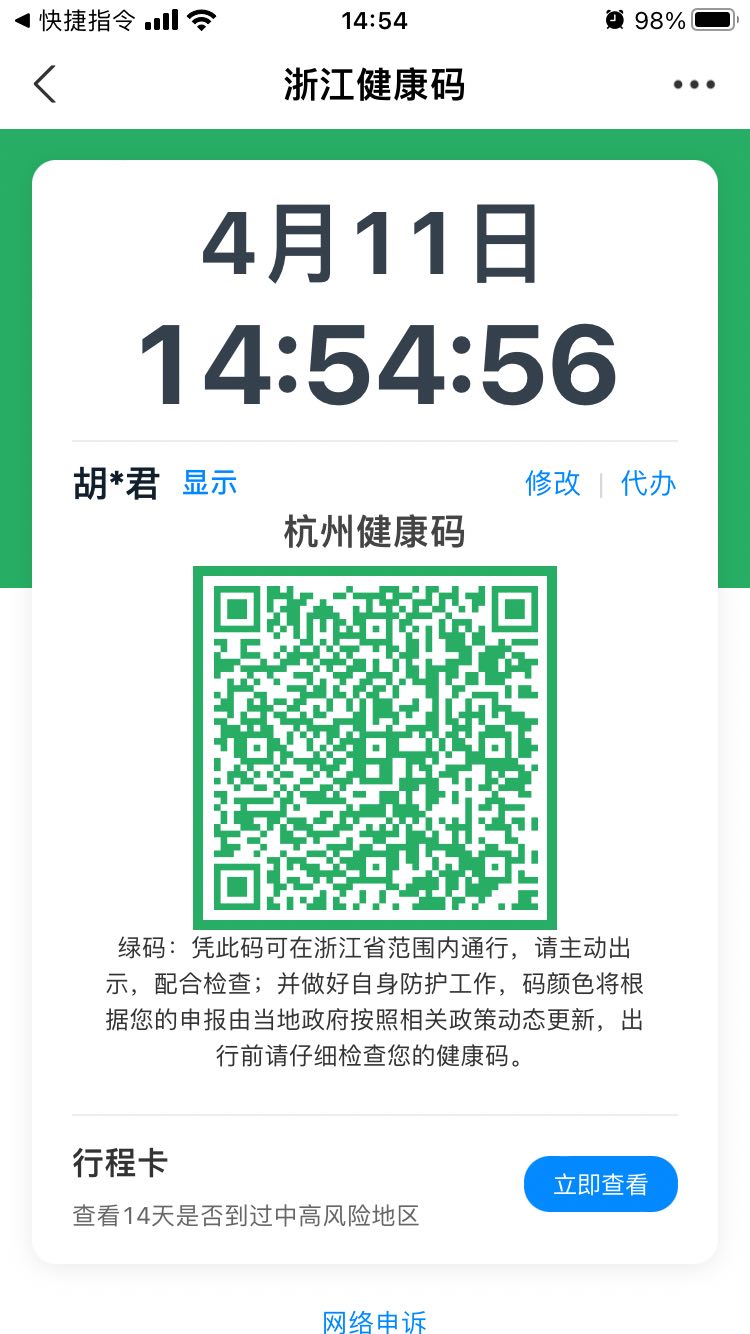 快捷指令 14:54 98%
浙江健康码
4月11日
14:54:56
胡*君 显示 修改 代办
杭州健康码
绿码：凭此码可在浙江省范围内通行，请主动出
示，配合检查；并做好自身防护工作，码颜色将根
据您的申报由当地政府按照相关政策动态更新，出
行前请仔细检查您的健康码。
行程卡
立即查看
查看14天是否到过中高风险地区
网络申诉